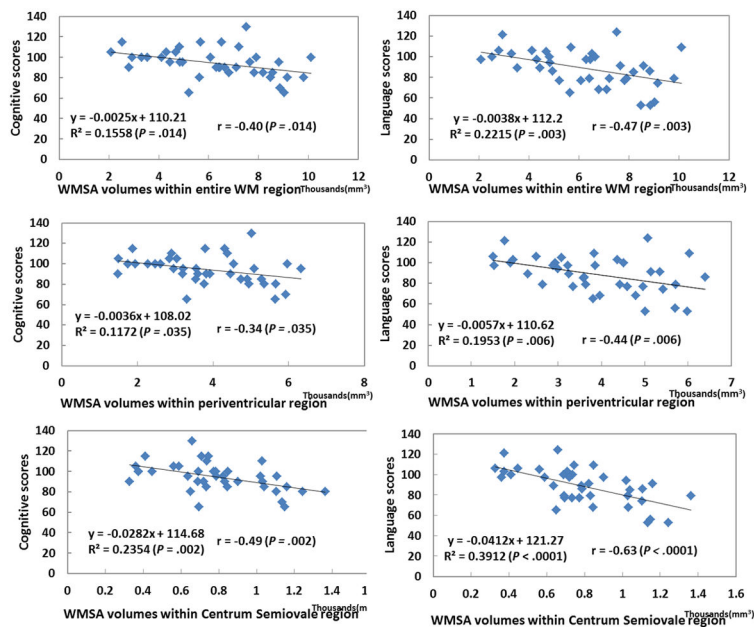 140
120
100
80
60
40
20
0
Cognitive scores
y = -0.0025x + 110.21
R² = 0.1558 (P = .014)
r = -0.40 (P = .014)
0 2 4 6 8 10 12
WMSA volumes within entire WM region
Thousands(mm³)
140
120
100
80
60
40
20
0
Language scores
y = -0.0038x + 112.2
R² = 0.2215 (P = .003)
r = -0.47 (P = .003)
0 2 4 6 8 10 12
WMSA volumes within entire WM region
Thousands(mm³)
140
120
100
80
60
40
20
0
Cognitive scores
y = -0.0036x + 108.02
R² = 0.1172 (P = .035)
r = -0.34 (P = .035)
0 2 4 6 8
WMSA volumes within periventricular region
Thousands(mm³)
140
120
100
80
60
40
20
0
Language scores
y = -0.0057x + 110.62
R² = 0.1953 (P = .006)
r = -0.44 (P = .006)
0 1 2 3 4 5 6 7
WMSA volumes within periventricular region
Thousands(mm³)
140
120
100
80
60
40
20
0
Cognitive scores
y = -0.0282x + 114.68
R² = 0.2354 (P = .002)
r = -0.49 (P = .002)
0 0.2 0.4 0.6 0.8 1 1.2 1.4 1.6
WMSA volumes within Centrum Semiovale region
Thousands(m
140
120
100
80
60
40
20
0
Language scores
y = -0.0412x + 121.27
R² = 0.3912 (P < .0001)
r = -0.63 (P < .0001)
0 0.2 0.4 0.6 0.8 1 1.2 1.4 1.6
WMSA volumes within Centrum Semiovale region
Thousands(mm³)